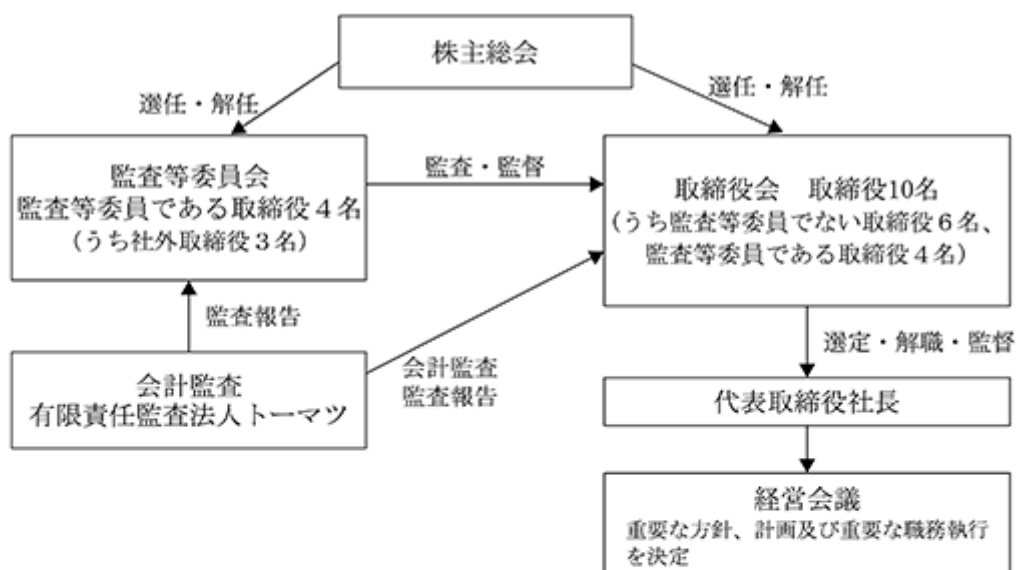 株主総会
選任・解任
選任・解任
監査等委員会
監査等委員である取締役４名
（うち社外取締役３名）
監査・監督
取締役会　取締役10名
（うち監査等委員でない取締役６名、
監査等委員である取締役４名）
監査報告
会計監査
監査報告
選定・解職・監督
会計監査
有限責任監査法人トーマツ
代表取締役社長
経営会議
重要な方針、計画及び重要な職務執行
を決定